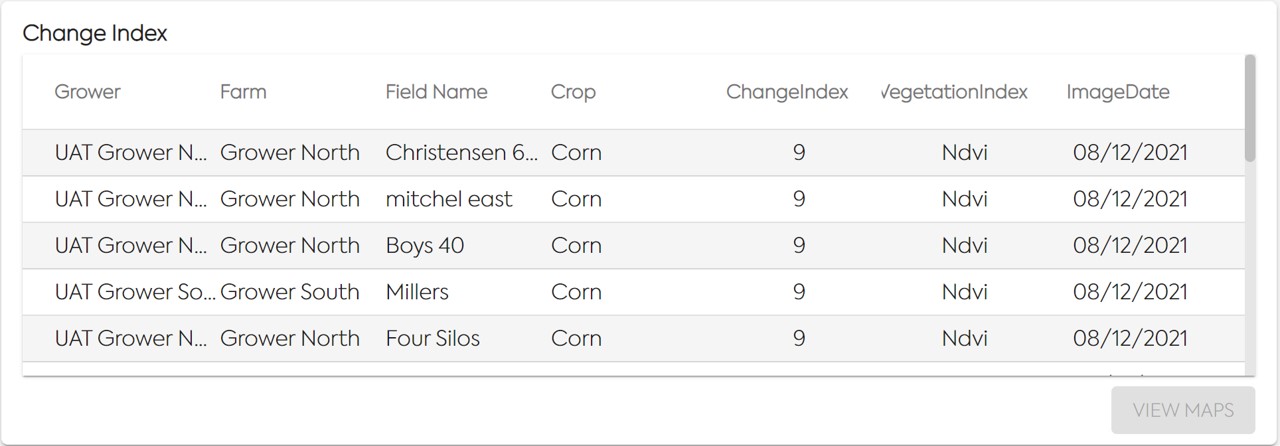 Change Index
Grower Farm Field Name Crop ChangeIndex VegetationIndex ImageDate
UAT Grower N... Grower North Christensen 6... Corn 9 Ndvi 08/12/2021
UAT Grower N... Grower North mitchel east Corn 9 Ndvi 08/12/2021
UAT Grower N... Grower North Boys 40 Corn 9 Ndvi 08/12/2021
UAT Grower So... Grower South Millers Corn 9 Ndvi 08/12/2021
UAT Grower N... Grower North Four Silos Corn 9 Ndvi 08/12/2021
VIEW MAPS